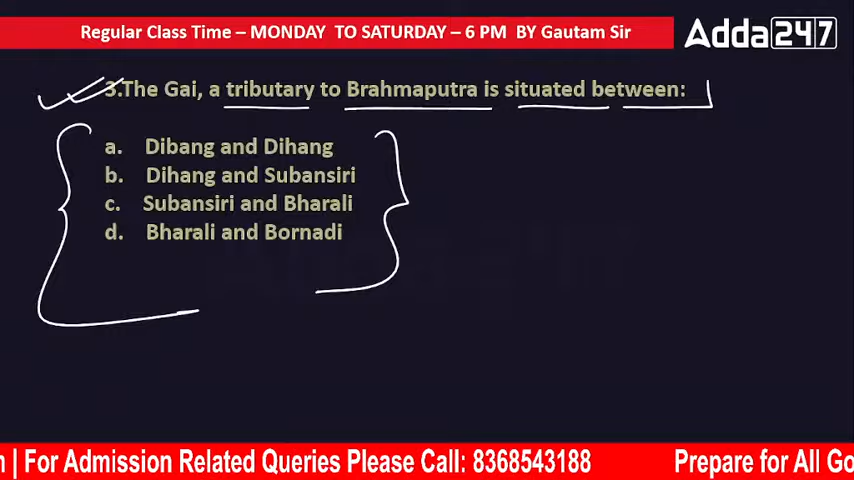 Regular Class Time – MONDAY TO SATURDAY – 6 PM BY Gautam Sir
Adda247
3.The Gai, a tributary to Brahmaputra is situated between:
a. Dibang and Dihang
b. Dihang and Subansiri
c. Subansiri and Bharali
d. Bharali and Bornadi
n | For Admission Related Queries Please Call: 8368543188 Prepare for All Go